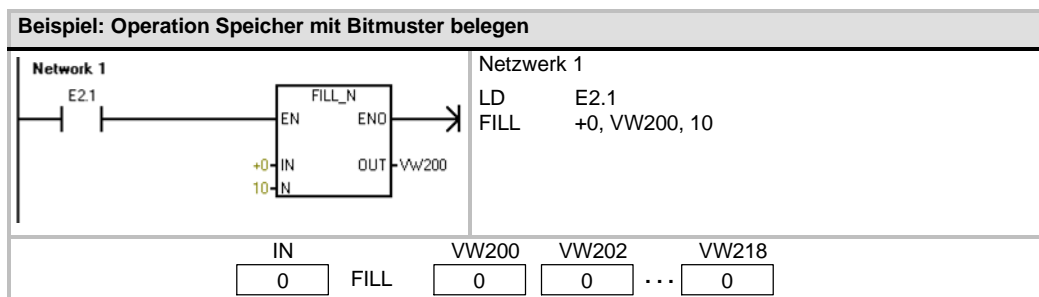 Beispiel: Operation Speicher mit Bitmuster belegen
Network 1
E2.1
FILL_N
EN ENO
+0 IN OUT VW200
10 N
Netzwerk 1
LD E2.1
FILL +0, VW200, 10
IN VW200 VW202 VW218
0 FILL 0 0 ... 0